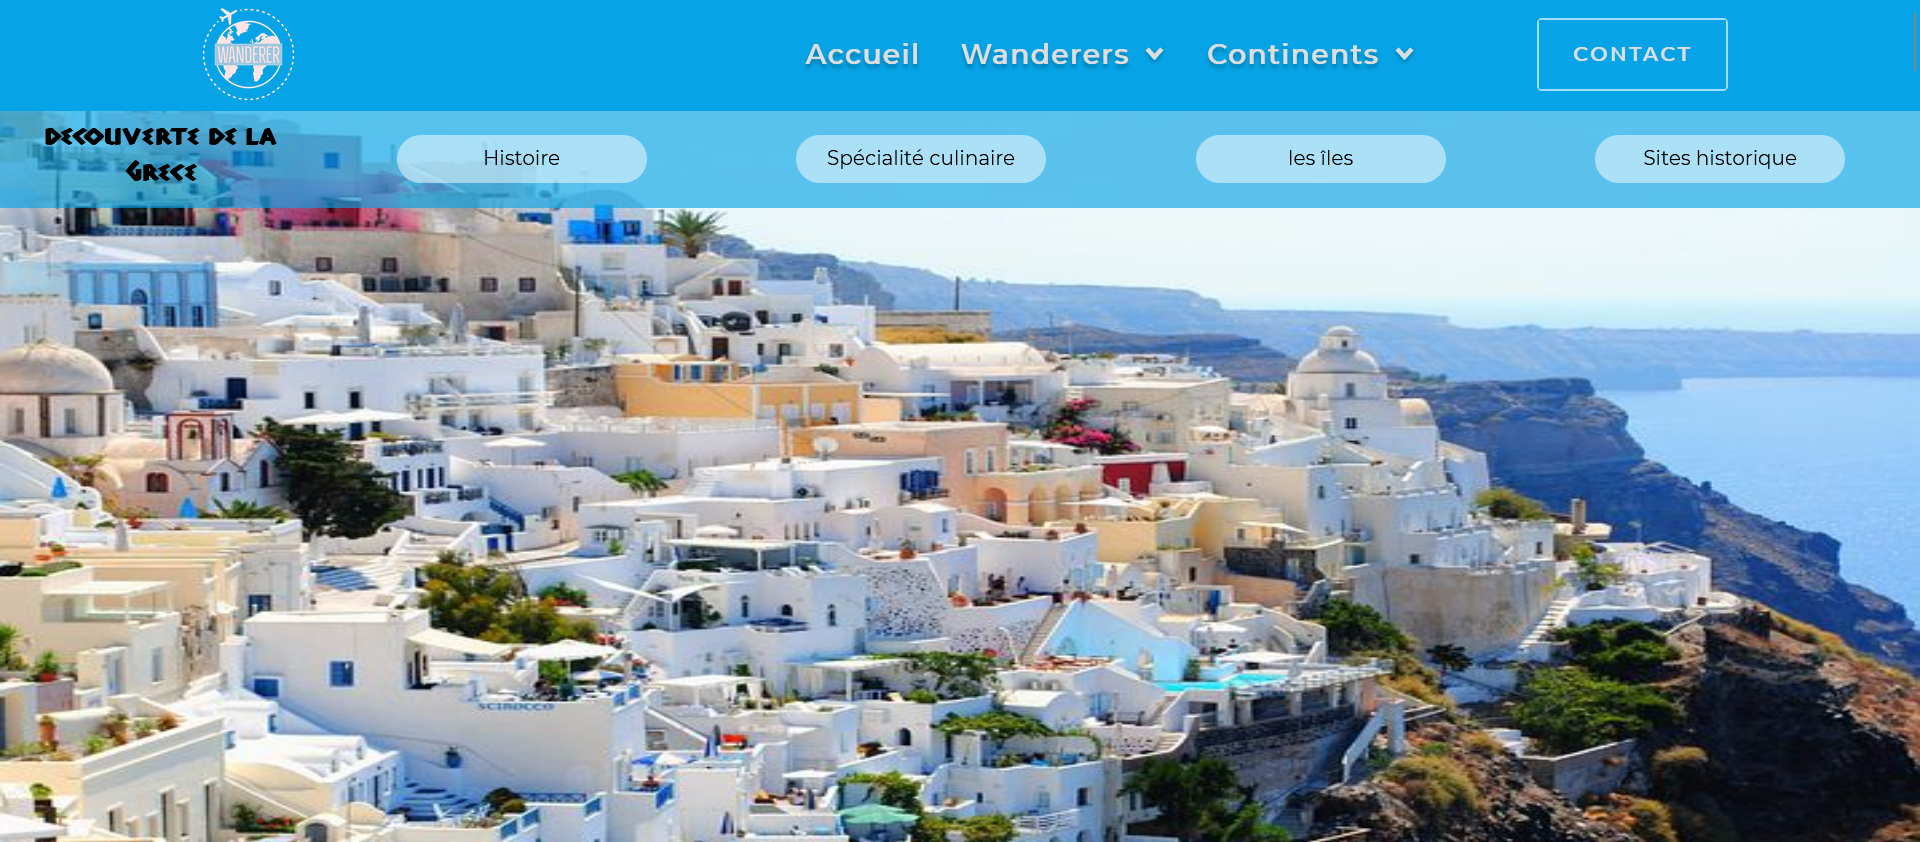 WANDERER
Accueil
Wanderers
Continents
CONTACT
DECOUVERTE DE LA
GRECE
Histoire
Spécialité culinaire
les îles
Sites historique
SCIROCCO